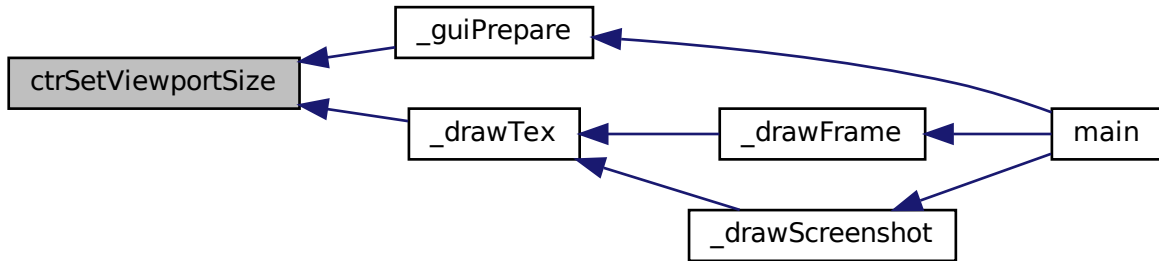 ctrSetViewportSize
_guiPrepare
_drawTex
_drawFrame
_drawScreenshot
main